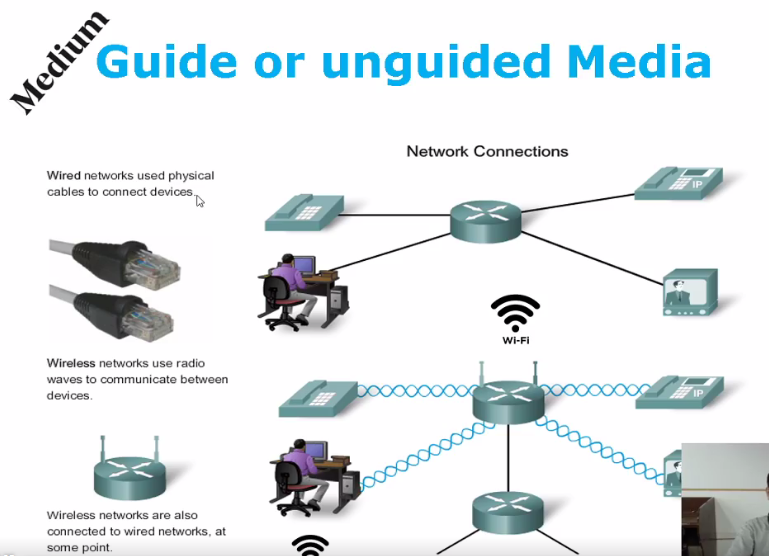 Medium
Guide or unguided Media
Network Connections
Wired networks used physical
cables to connect devices.
IP
Wi-Fi
Wireless networks use radio
waves to communicate between
devices.
IP
Wireless networks are also
connected to wired networks, at
some point.